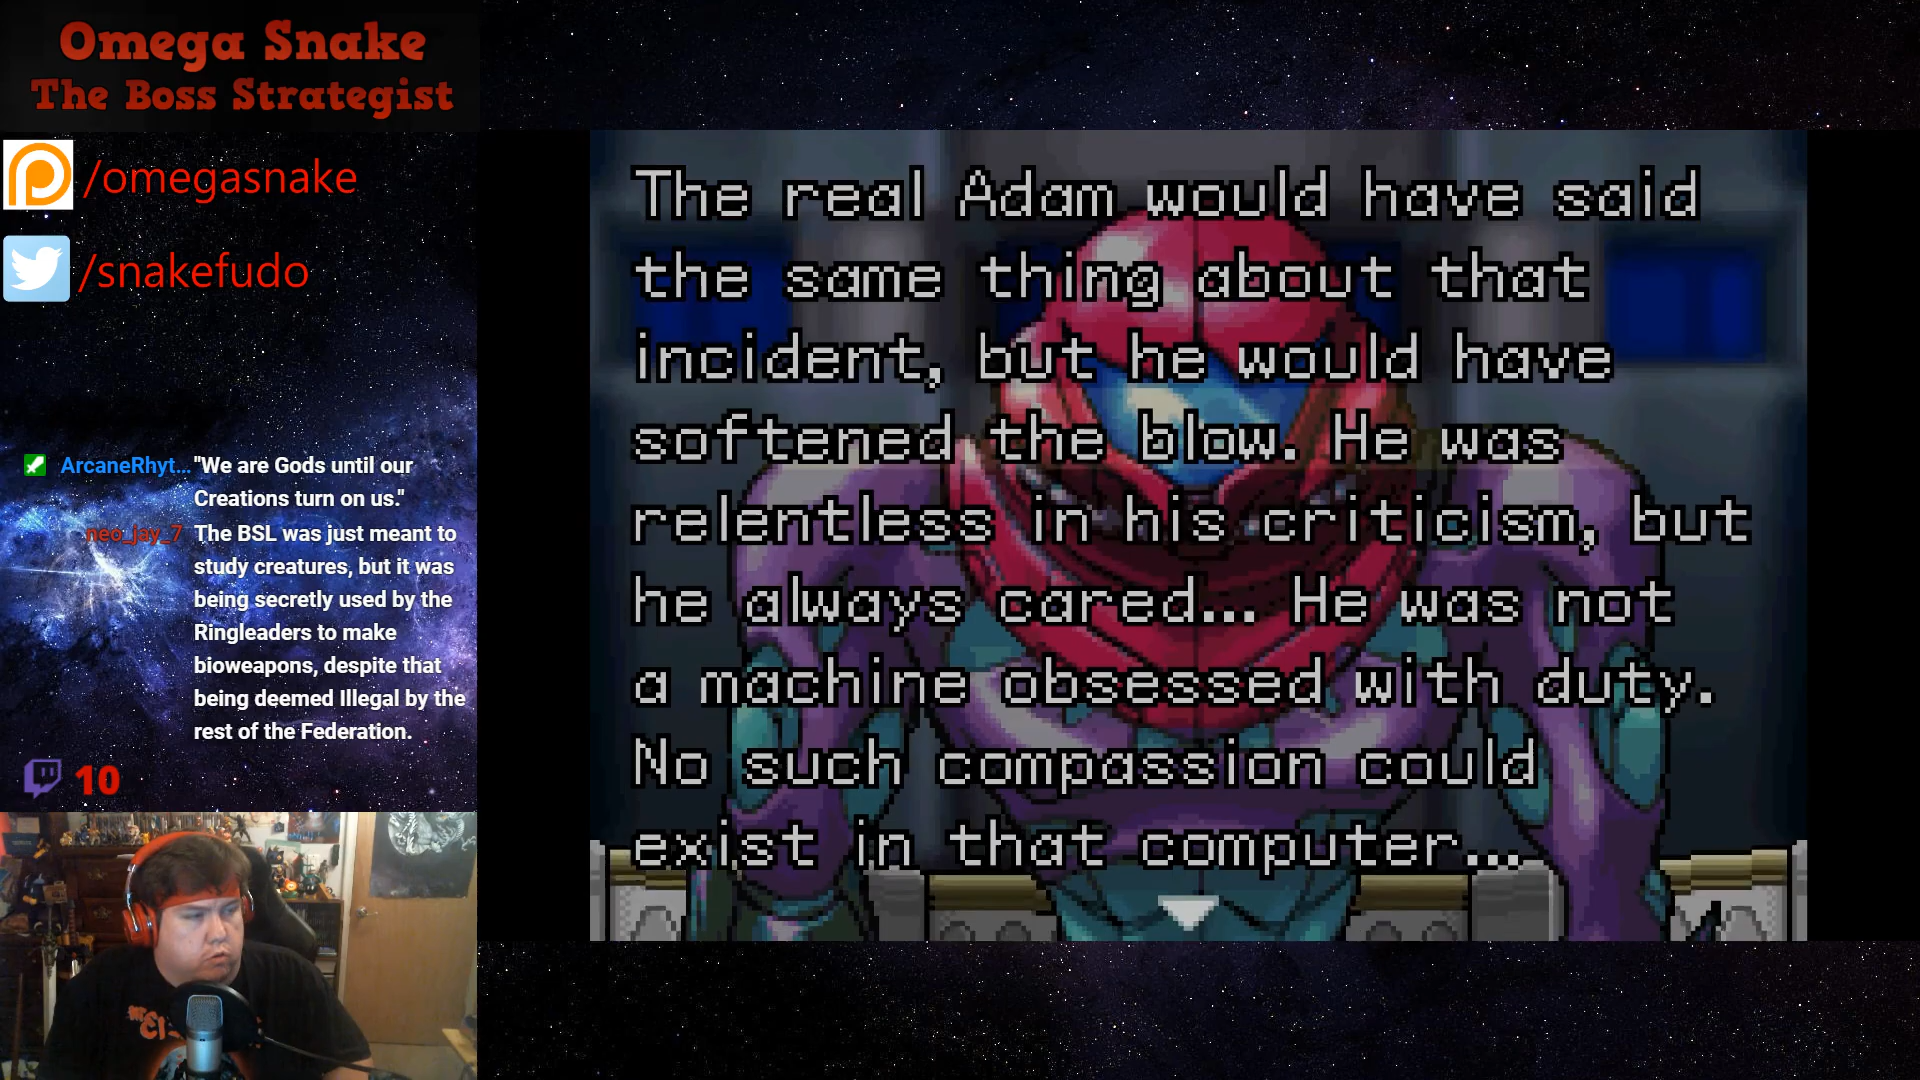 Omega Snake
The Boss Strategist
/omegasnake
/snakefudo
ArcaneRhyt... "We are Gods until our
Creations turn on us."
neo_jay_7 The BSL was just meant to
study creatures, but it was
being secretly used by the
Ringleaders to make
bioweapons, despite that
being deemed Illegal by the
rest of the Federation.
10
The real Adam would have said
the same thing about that
incident, but he would have
softened the blow. He was
relentless in his criticism, but
he always cared... He was not
a machine obsessed with duty.
No such compassion could
exist in that computer...